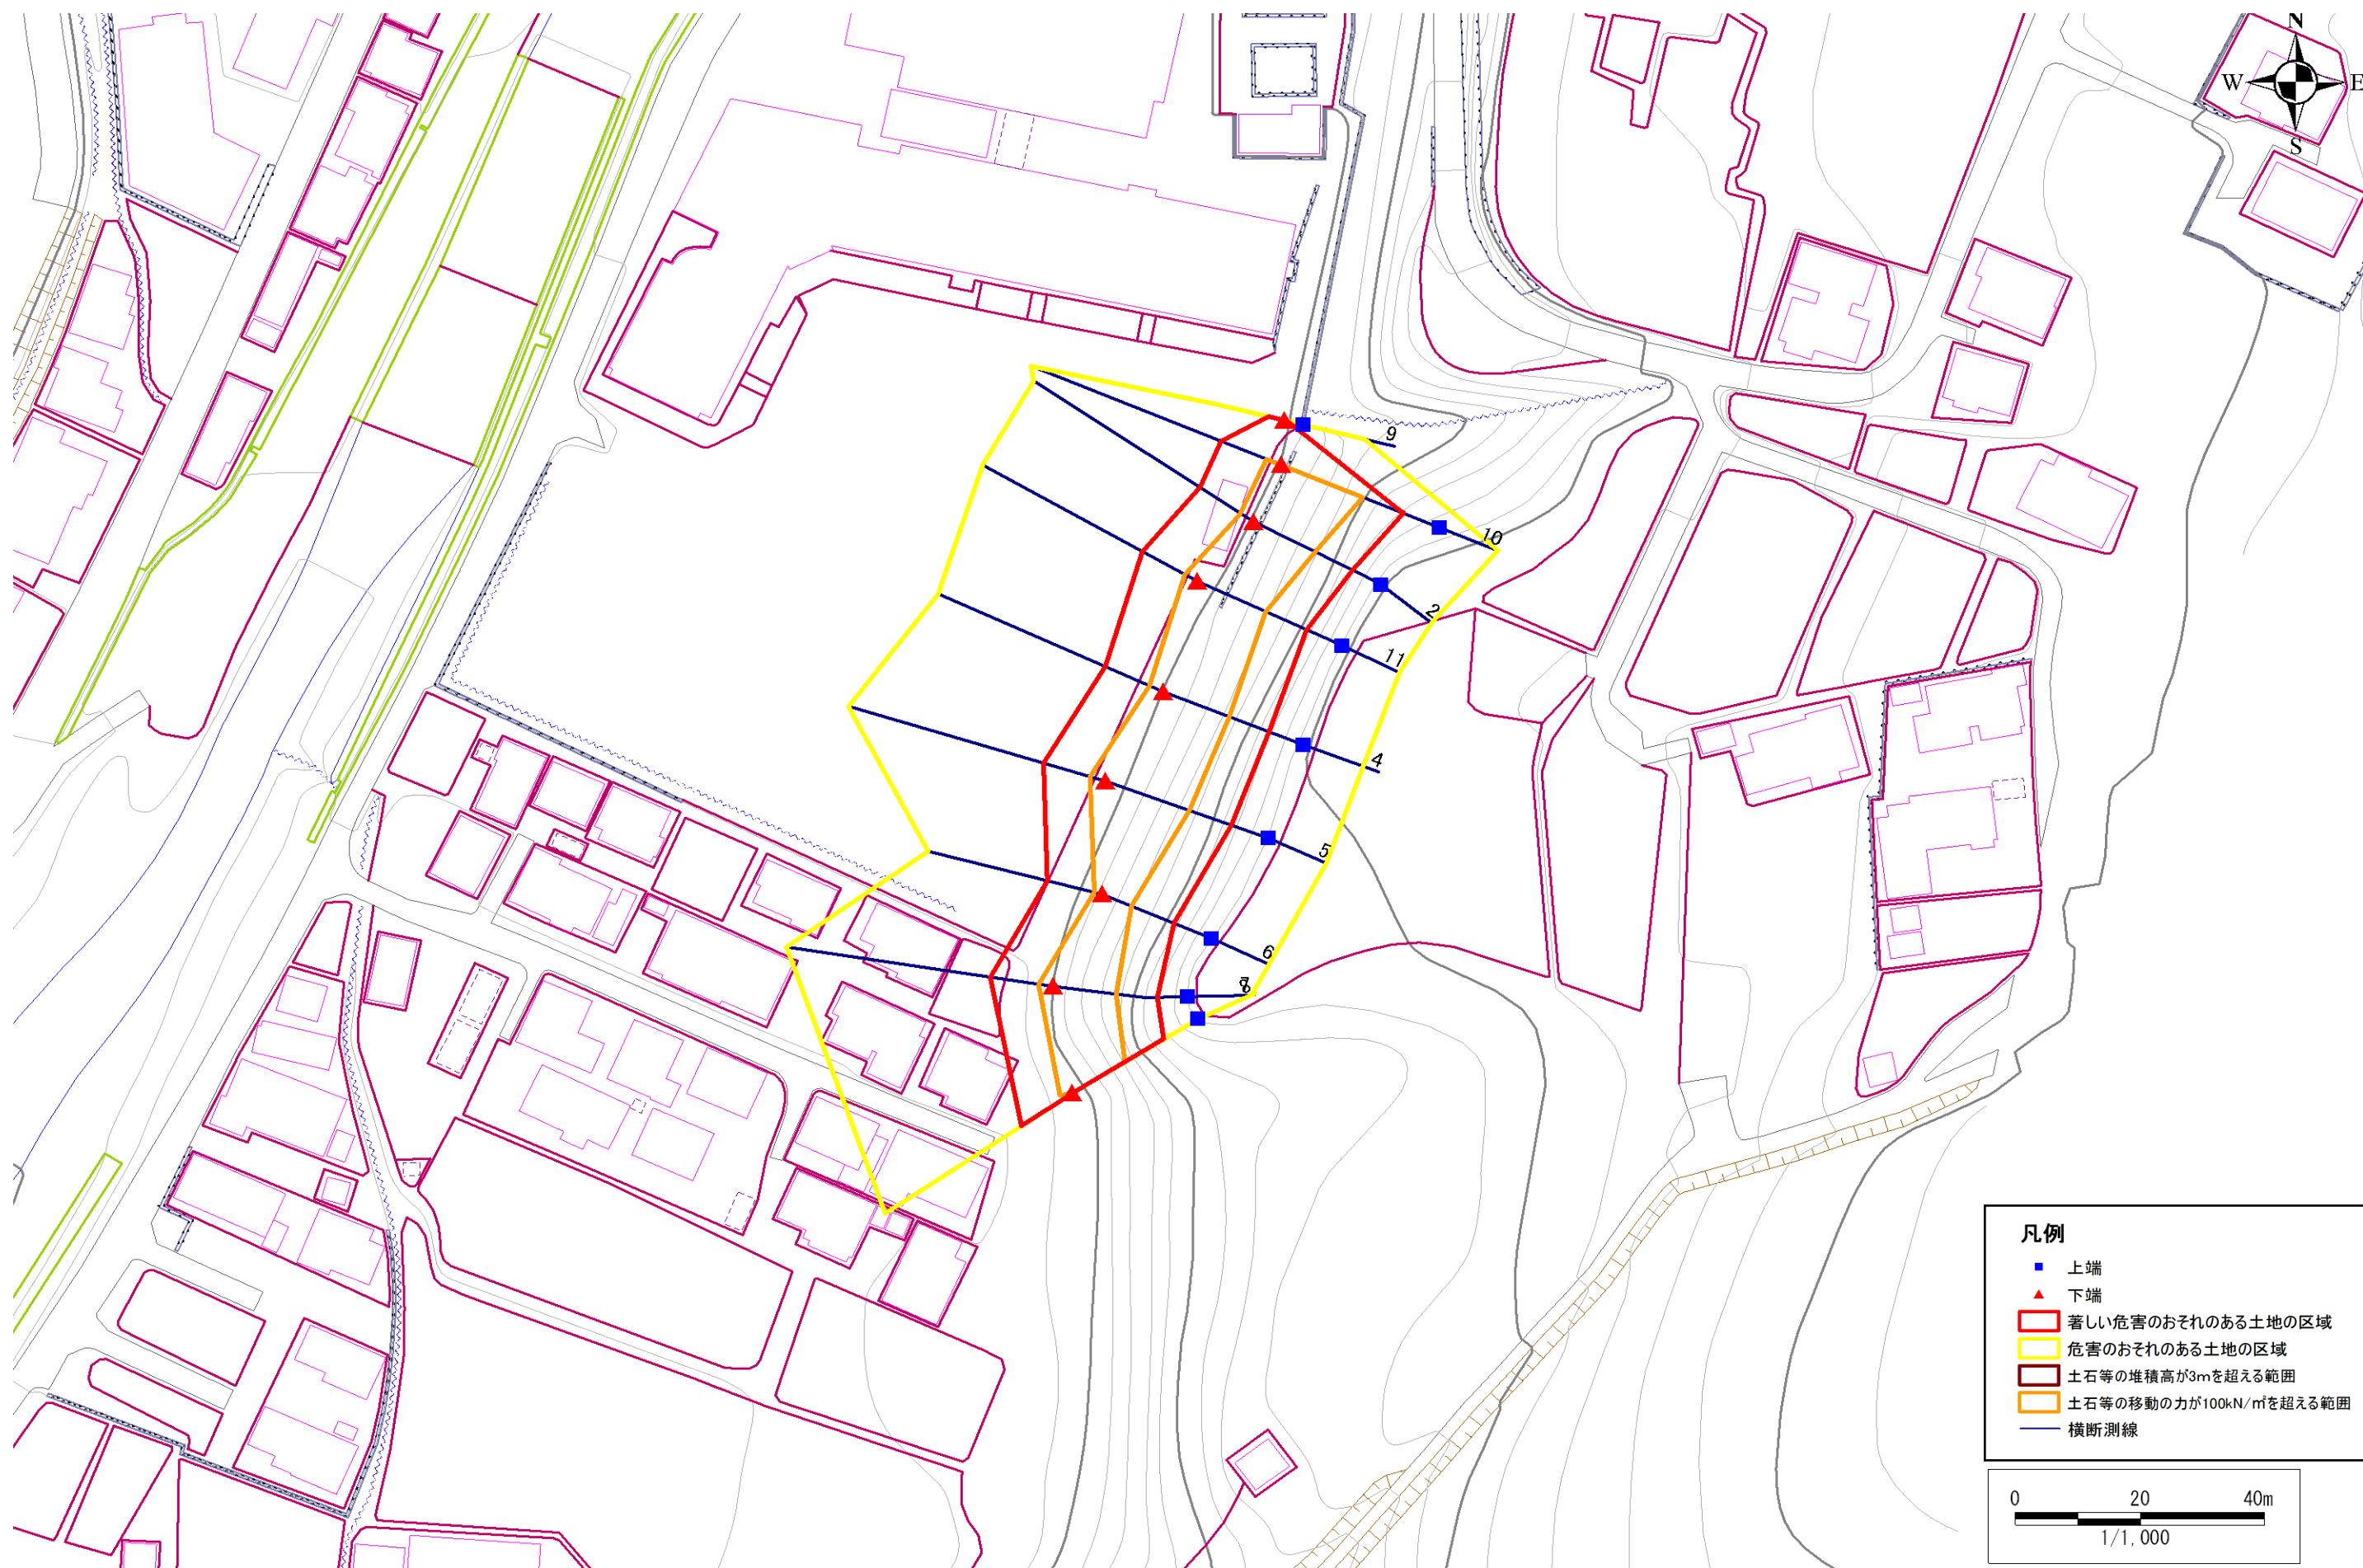 N
W E
S
9
10
2
11
4
5
6
凡例
上端
下端
著しい危害のおそれのある土地の区域
危害のおそれのある土地の区域
土石等の堆積高が3mを超える範囲
土石等の移動の力が100kN/㎡を超える範囲
横断測線
0 20 40m
1/1,000